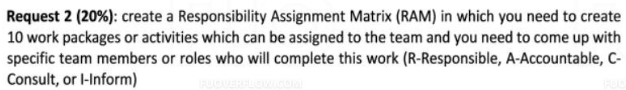 Request 2 (20%): create a Responsibility Assignment Matrix (RAM) in which you need to create
10 work packages or activities which can be assigned to the team and you need to come up with
specific team members or roles who will complete this work (R-Responsible, A-Accountable, C-
Consult, or I-Inform)